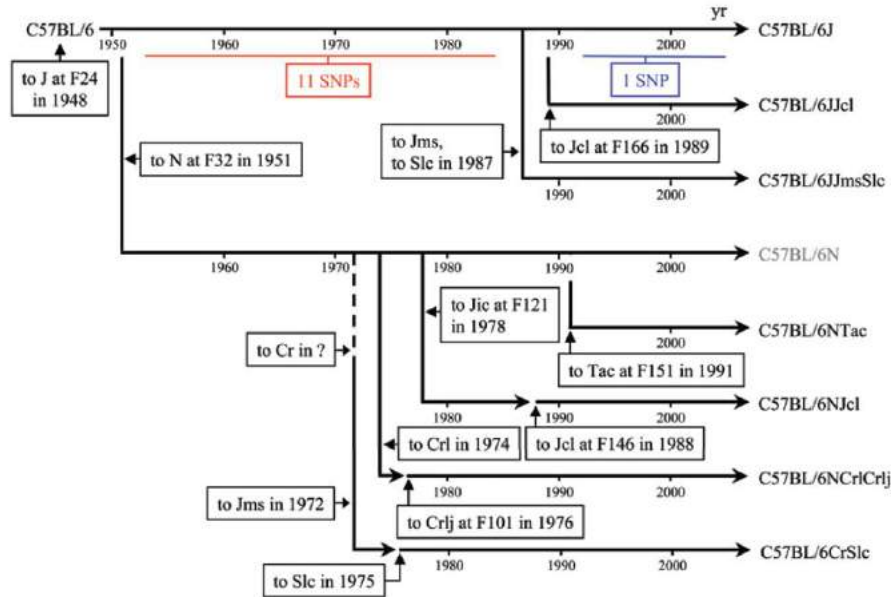 yr
C57BL/6
C57BL/6J
1950
1960
1970
1980
1990
2000
to J at F24
in 1948
11 SNPs
1 SNP
2000
C57BL/6JJcl
to N at F32 in 1951
to Jms,
to Slc in 1987
to Jcl at F166 in 1989
1990
2000
C57BL/6JJmsSlc
C57BL/6N
1960
1970
1980
1990
2000
to Jic at F121
in 1978
2000
C57BL/6NTac
to Cr in ?
to Tac at F151 in 1991
1980
1990
2000
C57BL/6NJcl
to Crl in 1974
to Jcl at F146 in 1988
1980
1990
2000
C57BL/6NCrlCrlj
to Jms in 1972
to Crlj at F101 in 1976
1980
1990
2000
C57BL/6CrSlc
to Slc in 1975